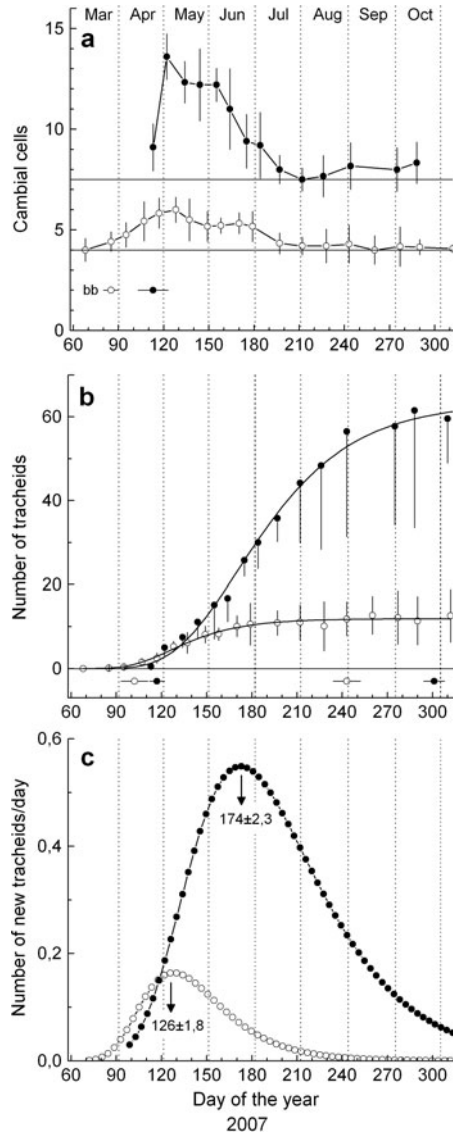 Mar Apr May Jun Jul Aug Sep Oct
a
15
10
5
0
Cambial cells
bb
60 90 120 150 180 210 240 270 300
b
60
40
20
0
Number of tracheids
60 90 120 150 180 210 240 270 300
0,6
c
0,4
0,2
0,0
Number of new tracheids/day
174±2,3
126±1,8
60 90 120 150 180 210 240 270 300
Day of the year
2007